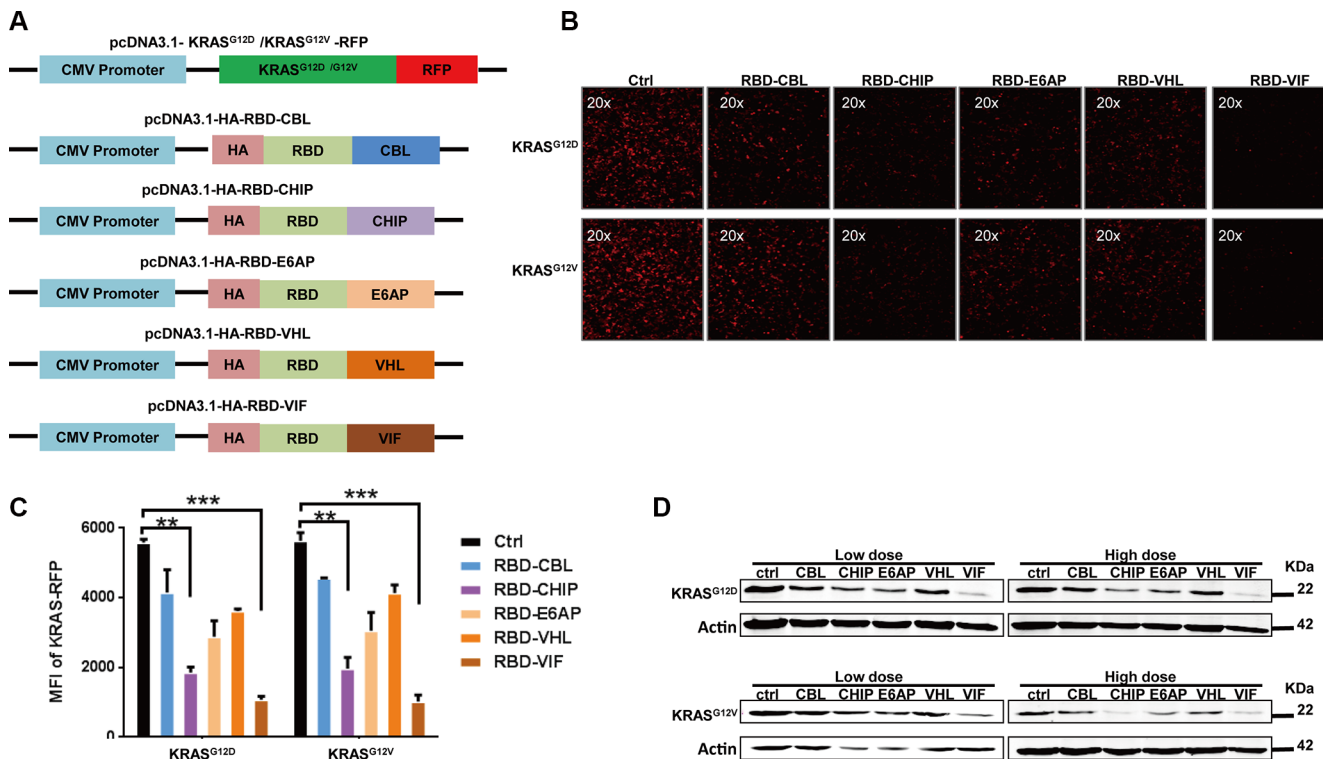 A
pcDNA3.1- KRASG12D /KRASG12V -RFP
CMV Promoter KRASG12D /G12V RFP
pcDNA3.1-HA-RBD-CBL
CMV Promoter HA RBD CBL
pcDNA3.1-HA-RBD-CHIP
CMV Promoter HA RBD CHIP
pcDNA3.1-HA-RBD-E6AP
CMV Promoter HA RBD E6AP
pcDNA3.1-HA-RBD-VHL
CMV Promoter HA RBD VHL
pcDNA3.1-HA-RBD-VIF
CMV Promoter HA RBD VIF
B
Ctrl RBD-CBL RBD-CHIP RBD-E6AP RBD-VHL RBD-VIF
20x 20x 20x 20x 20x 20x
KRASG12D
20x 20x 20x 20x 20x 20x
KRASG12V
C
MFI of KRAS-RFP
6000
4000
2000
0
*** ***
** **
KRASG12D KRASG12V
Ctrl
RBD-CBL
RBD-CHIP
RBD-E6AP
RBD-VHL
RBD-VIF
D
Low dose High dose
ctrl CBL CHIP E6AP VHL VIF ctrl CBL CHIP E6AP VHL VIF KDa
KRASG12D 22
Actin 42
Low dose High dose
ctrl CBL CHIP E6AP VHL VIF ctrl CBL CHIP E6AP VHL VIF KDa
KRASG12V 22
Actin 42